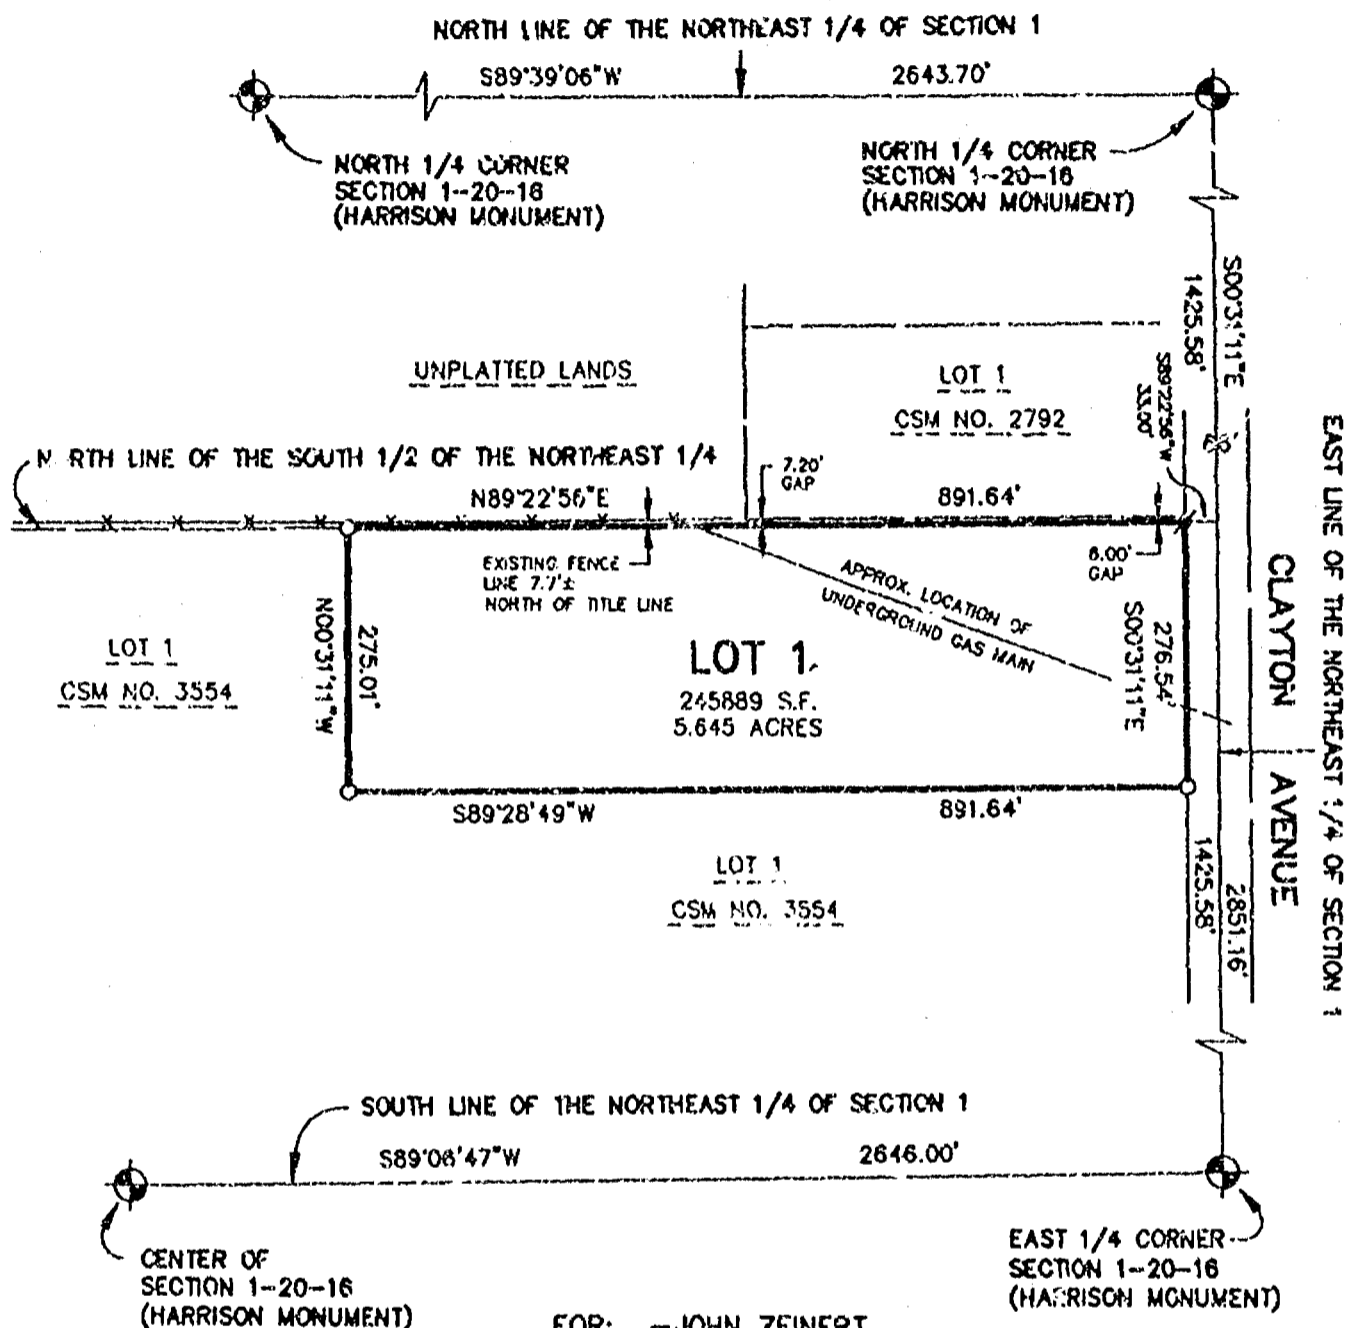 NORTH LINE OF THE NORTHEAST 1/4 OF SECTION 1
S89°39'06"W 2643.70'
NORTH 1/4 CORNER
SECTION 1-20-16
(HARRISON MONUMENT)
NORTH 1/4 CORNER
SECTION 1-20-16
(HARRISON MONUMENT)
S00°31'11"E
1425.58'
S89°22'56"W
33.00'
UNPLATTED LANDS
LOT 1
CSM NO. 2792
EAST LINE OF THE NORTHEAST 1/4 OF SECTION 1
N RTH LINE OF THE SOUTH 1/2 OF THE NORTHEAST 1/4
7.20'
GAP
N89°22'56"E
891.64'
EXISTING FENCE
LINE 7.7'±
NORTH OF TITLE LINE
6.00'
GAP
APPROX. LOCATION OF
UNDERGROUND GAS MAIN
CLAYTON AVENUE
LOT 1
CSM NO. 3554
N00°31'11"W
275.01'
LOT 1
245889 S.F.
5.645 ACRES
276.54'
S00°31'11"E
S89°28'49"W
891.64'
LOT 1
CSM NO. 3554
1425.58'
2851.16'
SOUTH LINE OF THE NORTHEAST 1/4 OF SECTION 1
S89°06'47"W 2646.00'
CENTER OF
SECTION 1-20-16
(HARRISON MONUMENT)
EAST 1/4 CORNER
SECTION 1-20-16
(HARRISON MONUMENT)
FOR: -JOHN ZEINERT